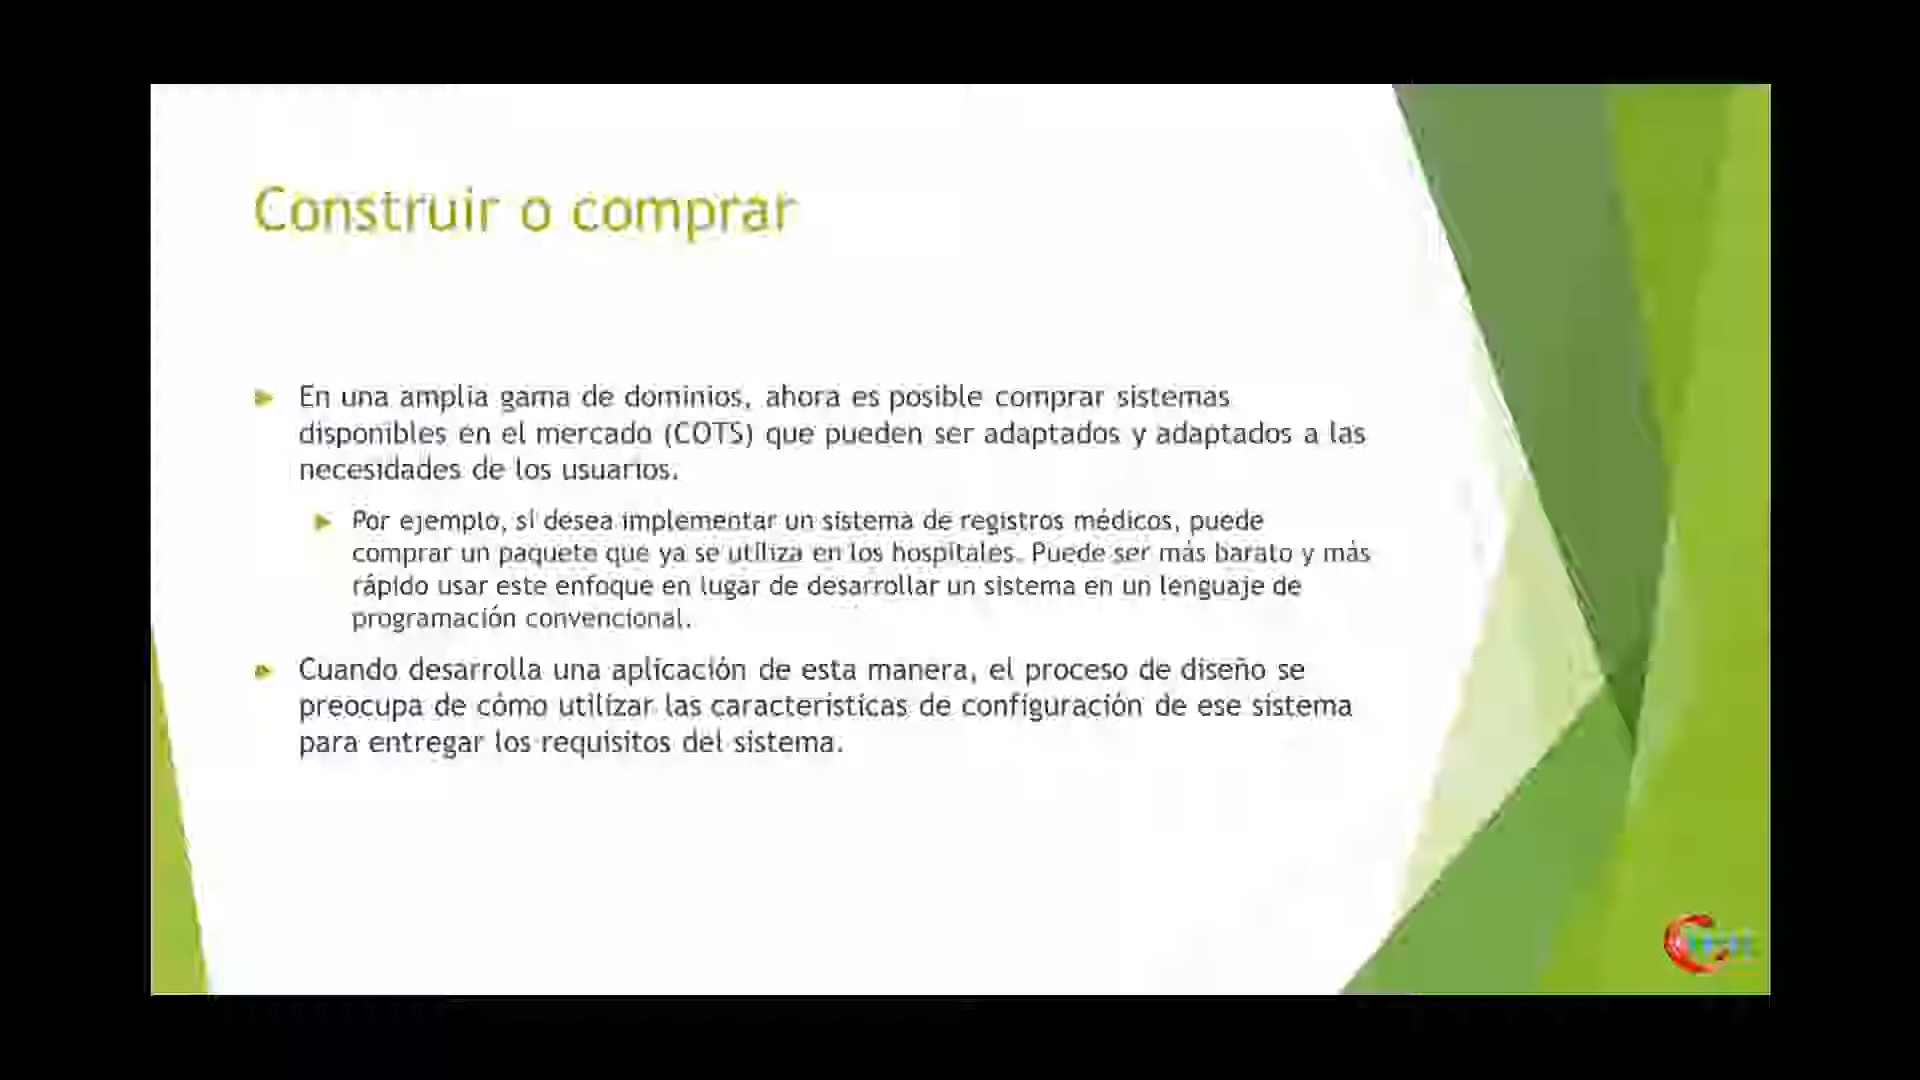 Construir o comprar
En una amplia gama de dominios, ahora es posible comprar sistemas
disponibles en el mercado (COTS) que pueden ser adaptados y adaptados a las
necesidades de los usuarios.
Por ejemplo, si desea implementar un sistema de registros médicos, puede
comprar un paquete que ya se utiliza en los hospitales. Puede ser más barato y más
rápido usar este enfoque en lugar de desarrollar un sistema en un lenguaje de
programación convencional.
Cuando desarrolla una aplicación de esta manera, el proceso de diseño se
preocupa de cómo utilizar las características de configuración de ese sistema
para entregar los requisitos del sistema.